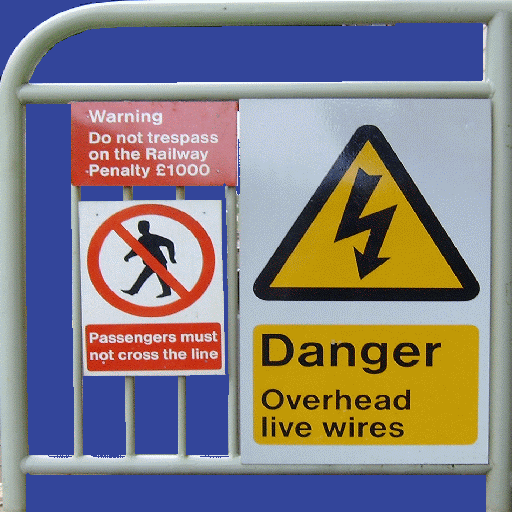 Warning
Do not trespass
on the Railway
Penalty £1000
Passengers must
not cross the line
Danger
Overhead
live wires